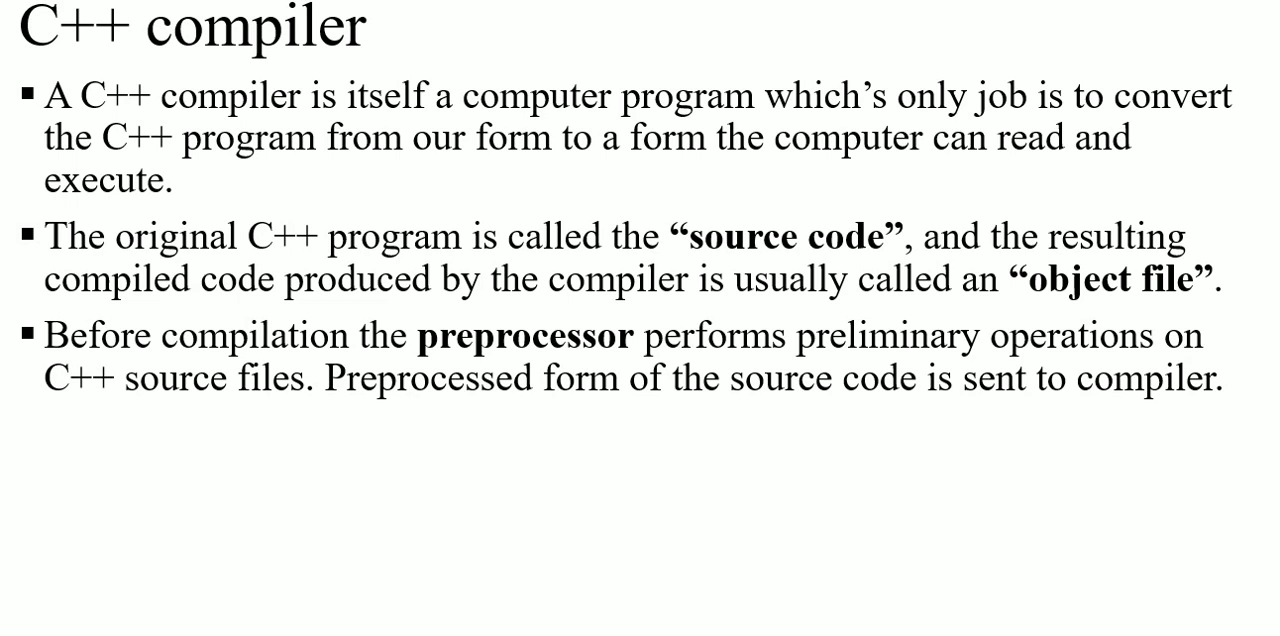 C++ compiler
▪ A C++ compiler is itself a computer program which’s only job is to convert
the C++ program from our form to a form the computer can read and
execute.
▪ The original C++ program is called the “source code”, and the resulting
compiled code produced by the compiler is usually called an “object file”.
▪ Before compilation the preprocessor performs preliminary operations on
C++ source files. Preprocessed form of the source code is sent to compiler.